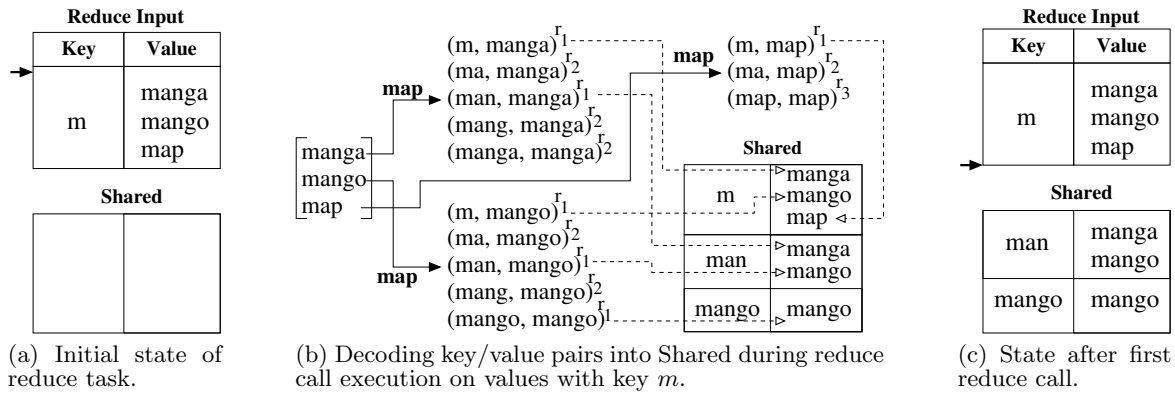 Reduce Input
Key Value
m
manga
mango
map
Shared
(a) Initial state of
reduce task.
manga
mango
map
map
(m, manga)r1
(ma, manga)r2
(man, manga)r1
(mang, manga)r2
(manga, manga)r2
map
(m, mango)r1
(ma, mango)r2
(man, mango)r1
(mang, mango)r2
(mango, mango)r1
map
(m, map)r1
(ma, map)r2
(map, map)r3
Shared
m
manga
mango
map
man
manga
mango
mango mango
(b) Decoding key/value pairs into Shared during reduce
call execution on values with key m.
Reduce Input
Key Value
m
manga
mango
map
Shared
man
manga
mango
mango mango
(c) State after first
reduce call.